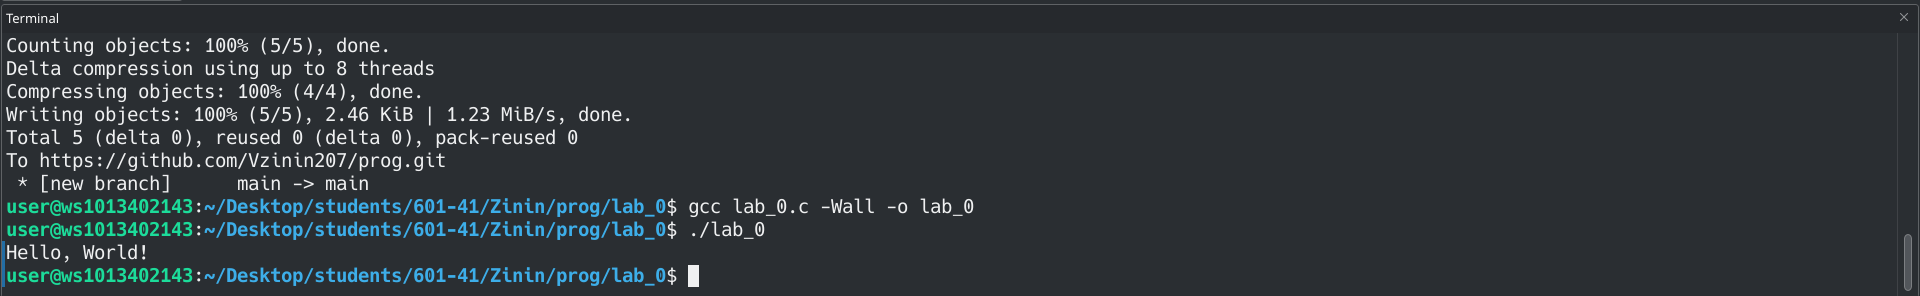 Terminal
Counting objects: 100% (5/5), done.
Delta compression using up to 8 threads
Compressing objects: 100% (4/4), done.
Writing objects: 100% (5/5), 2.46 KiB | 1.23 MiB/s, done.
Total 5 (delta 0), reused 0 (delta 0), pack-reused 0
To https://github.com/Vzinin207/prog.git
 * [new branch]      main -> main
user@ws1013402143:~/Desktop/students/601-41/Zinin/prog/lab_0$ gcc lab_0.c -Wall -o lab_0
user@ws1013402143:~/Desktop/students/601-41/Zinin/prog/lab_0$ ./lab_0
Hello, World!
user@ws1013402143:~/Desktop/students/601-41/Zinin/prog/lab_0$